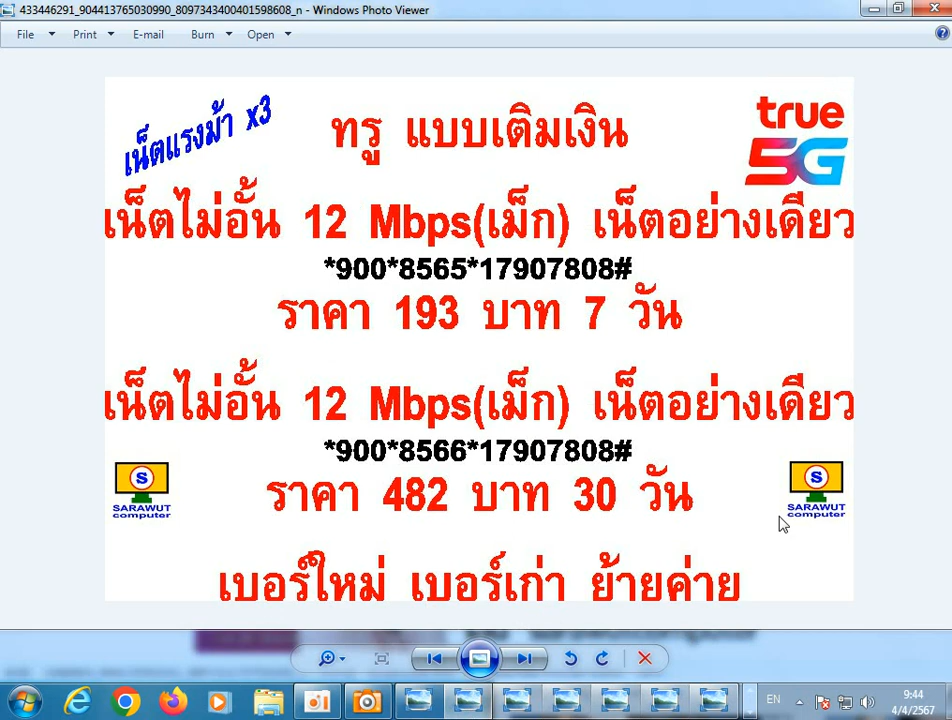 433446291_904413765030990_8097343400401598608_n - Windows Photo Viewer
File Print E-mail Burn Open
เน็ตแรงม้า x3
ทรู แบบเติมเงิน
true
5G
เน็ตไม่อั้น 12 Mbps(เม็ก) เน็ตอย่างเดียว
*900*8565*17907808#
ราคา 193 บาท 7 วัน
เน็ตไม่อั้น 12 Mbps(เม็ก) เน็ตอย่างเดียว
*900*8566*17907808#
ราคา 482 บาท 30 วัน
S
SARAWUT
computer
S
SARAWUT
computer
เบอร์ใหม่ เบอร์เก่า ย้ายค่าย
EN
9:44
4/4/2567